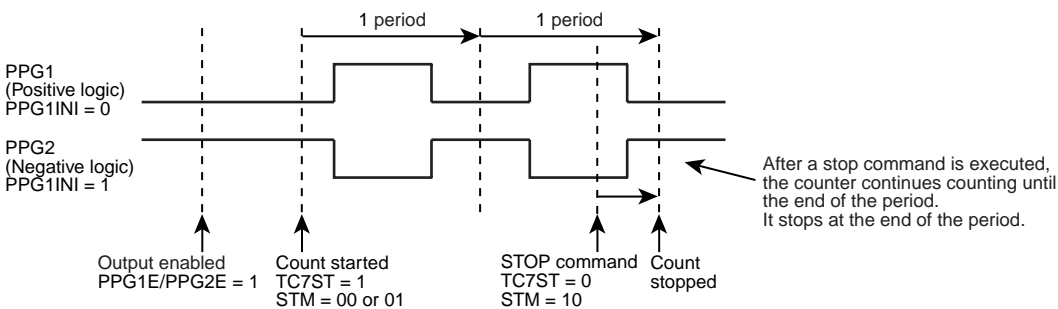 1 period
1 period
PPG1
(Positive logic)
PPG1INI = 0
PPG2
(Negative logic)
PPG1INI = 1
After a stop command is executed,
the counter continues counting until
the end of the period.
It stops at the end of the period.
Output enabled
PPG1E/PPG2E = 1
Count started
TC7ST = 1
STM = 00 or 01
STOP command
TC7ST = 0
STM = 10
Count
stopped